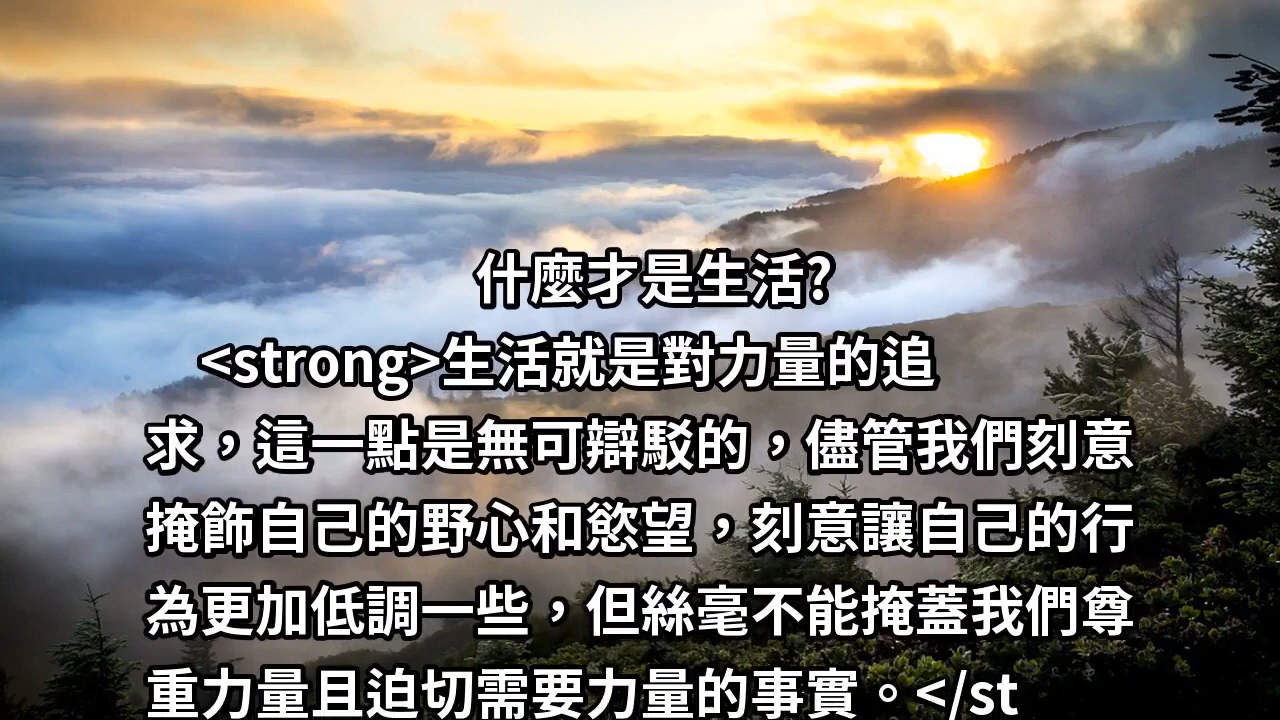 什麼才是生活?
<strong>生活就是對力量的追
求，這一點是無可辯駁的，儘管我們刻意
掩飾自己的野心和慾望，刻意讓自己的行
為更加低調一些，但絲毫不能掩蓋我們尊
重力量且迫切需要力量的事實。</st